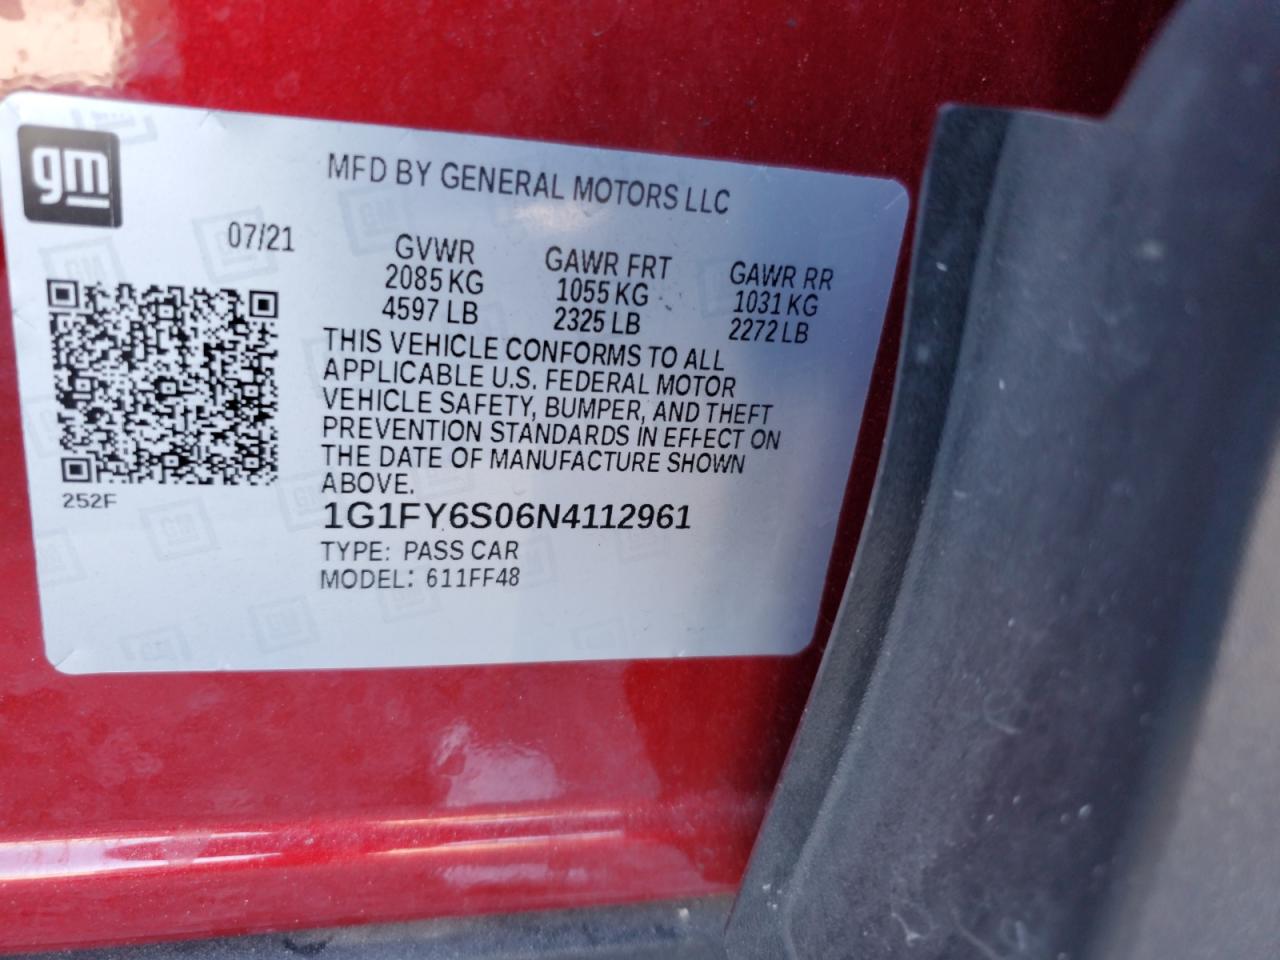 gm
MFD BY GENERAL MOTORS LLC
07/21
GVWR GAWR FRT GAWR RR
2085 KG 1055 KG 1031 KG
4597 LB 2325 LB 2272 LB
THIS VEHICLE CONFORMS TO ALL
APPLICABLE U.S. FEDERAL MOTOR
VEHICLE SAFETY, BUMPER, AND THEFT
PREVENTION STANDARDS IN EFFECT ON
THE DATE OF MANUFACTURE SHOWN
ABOVE.
252F
1G1FY6S06N4112961
TYPE: PASS CAR
MODEL: 611FF48